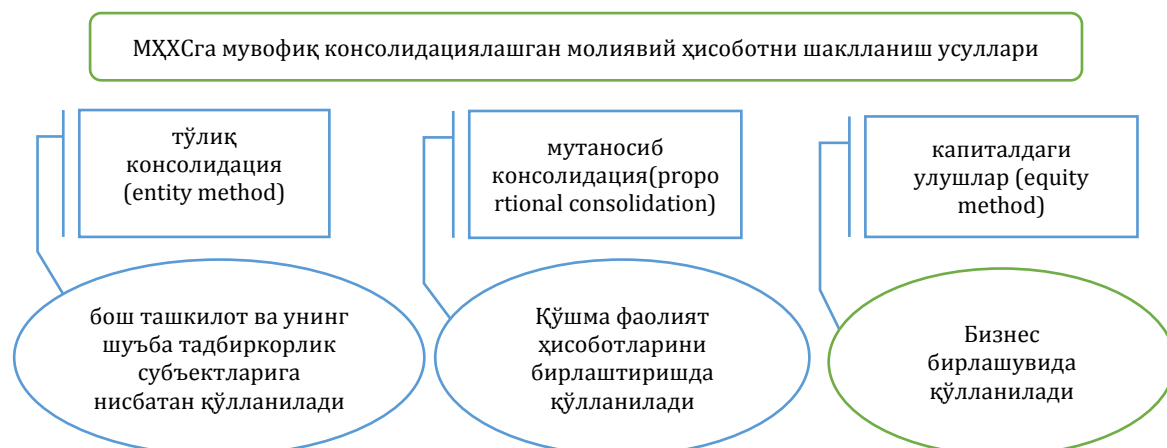 МҲХСга мувофиқ консолидациялашган молиявий ҳисоботни шаклланиш усуллари
тўлиқ
консолидация
(entity method)
мутаносиб
консолидация(propo
rtional consolidation)
капиталдаги
улушлар (equity
method)
бош ташкилот ва унинг
шуъба тадбиркорлик
субъектларига
нисбатан қўлланилади
Қўшма фаолият
ҳисоботларини
бирлаштиришда
қўлланилади
Бизнес
бирлашувида
қўлланилади